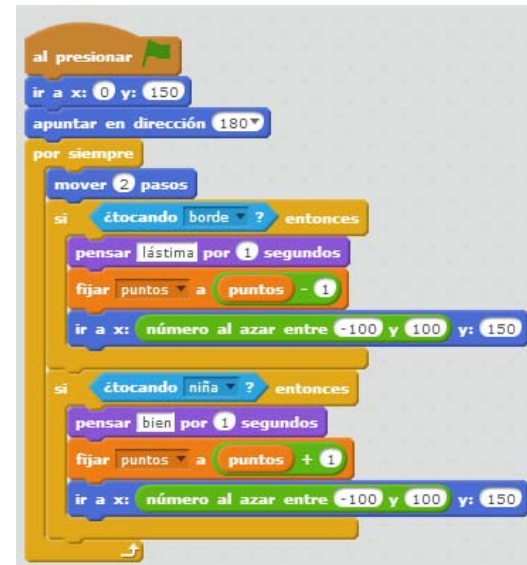 al presionar
ir a x: 0 y: 150
apuntar en dirección 180
por siempre
mover 2 pasos
si ¿tocando borde ? entonces
pensar lástima por 1 segundos
fijar puntos a puntos - 1
ir a x: número al azar entre -100 y 100 y: 150
si ¿tocando niña ? entonces
pensar bien por 1 segundos
fijar puntos a puntos + 1
ir a x: número al azar entre -100 y 100 y: 150